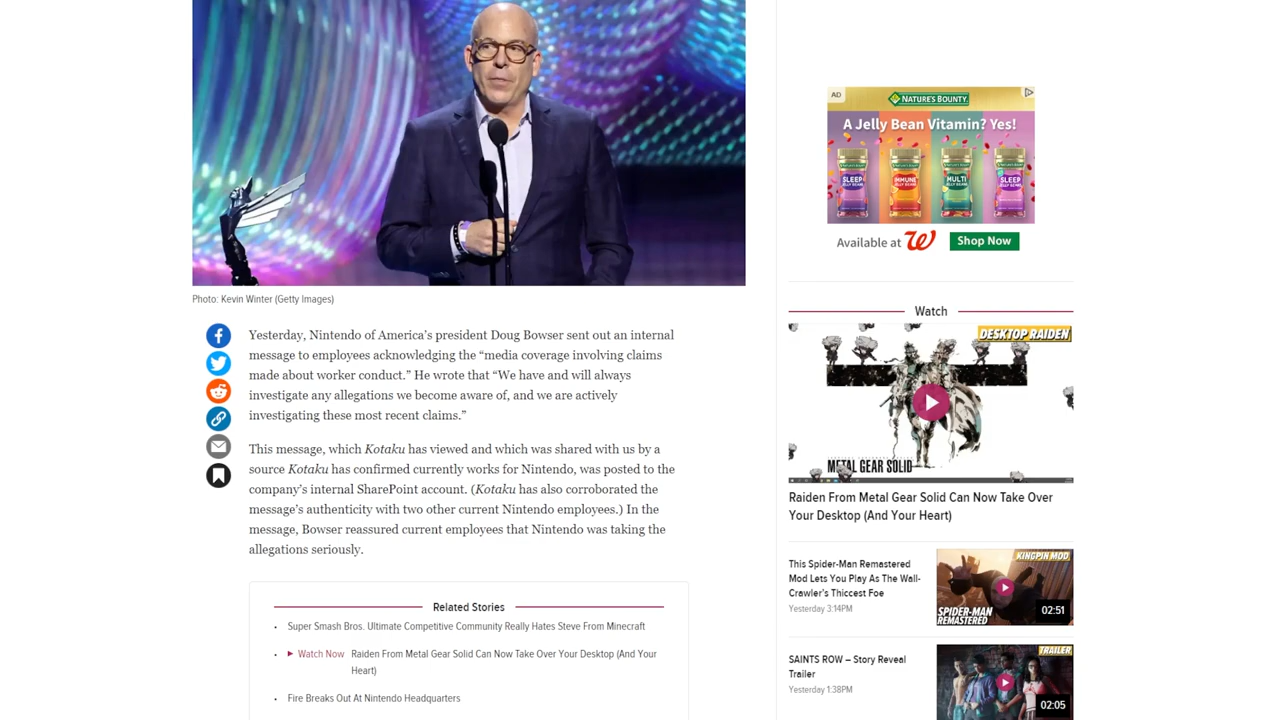 Photo: Kevin Winter (Getty Images)
Yesterday, Nintendo of America’s president Doug Bowser sent out an internal
message to employees acknowledging the “media coverage involving claims
made about worker conduct.” He wrote that “We have and will always
investigate any allegations we become aware of, and we are actively
investigating these most recent claims.”
This message, which Kotaku has viewed and which was shared with us by a
source Kotaku has confirmed currently works for Nintendo, was posted to the
company’s internal SharePoint account. (Kotaku has also corroborated the
message’s authenticity with two other current Nintendo employees.) In the
message, Bowser reassured current employees that Nintendo was taking the
allegations seriously.
Related Stories
Super Smash Bros. Ultimate Competitive Community Really Hates Steve From Minecraft
Watch Now Raiden From Metal Gear Solid Can Now Take Over Your Desktop (And Your
Heart)
Fire Breaks Out At Nintendo Headquarters
AD
NATURE'S BOUNTY
A Jelly Bean Vitamin? Yes!
SLEEP
JELLY BEANS
IMMUNE
JELLY BEANS
MULTI
JELLY BEANS
SLEEP
JELLY BEANS
Available at W
Shop Now
Watch
DESKTOP RAIDEN
METAL GEAR SOLID
Raiden From Metal Gear Solid Can Now Take Over
Your Desktop (And Your Heart)
This Spider-Man Remastered
Mod Lets You Play As The Wall-
Crawler’s Thiccest Foe
Yesterday 3:14PM
KINGPIN MOD
SPIDER-MAN
REMASTERED
02:51
SAINTS ROW – Story Reveal
Trailer
Yesterday 1:38PM
TRAILER
02:05